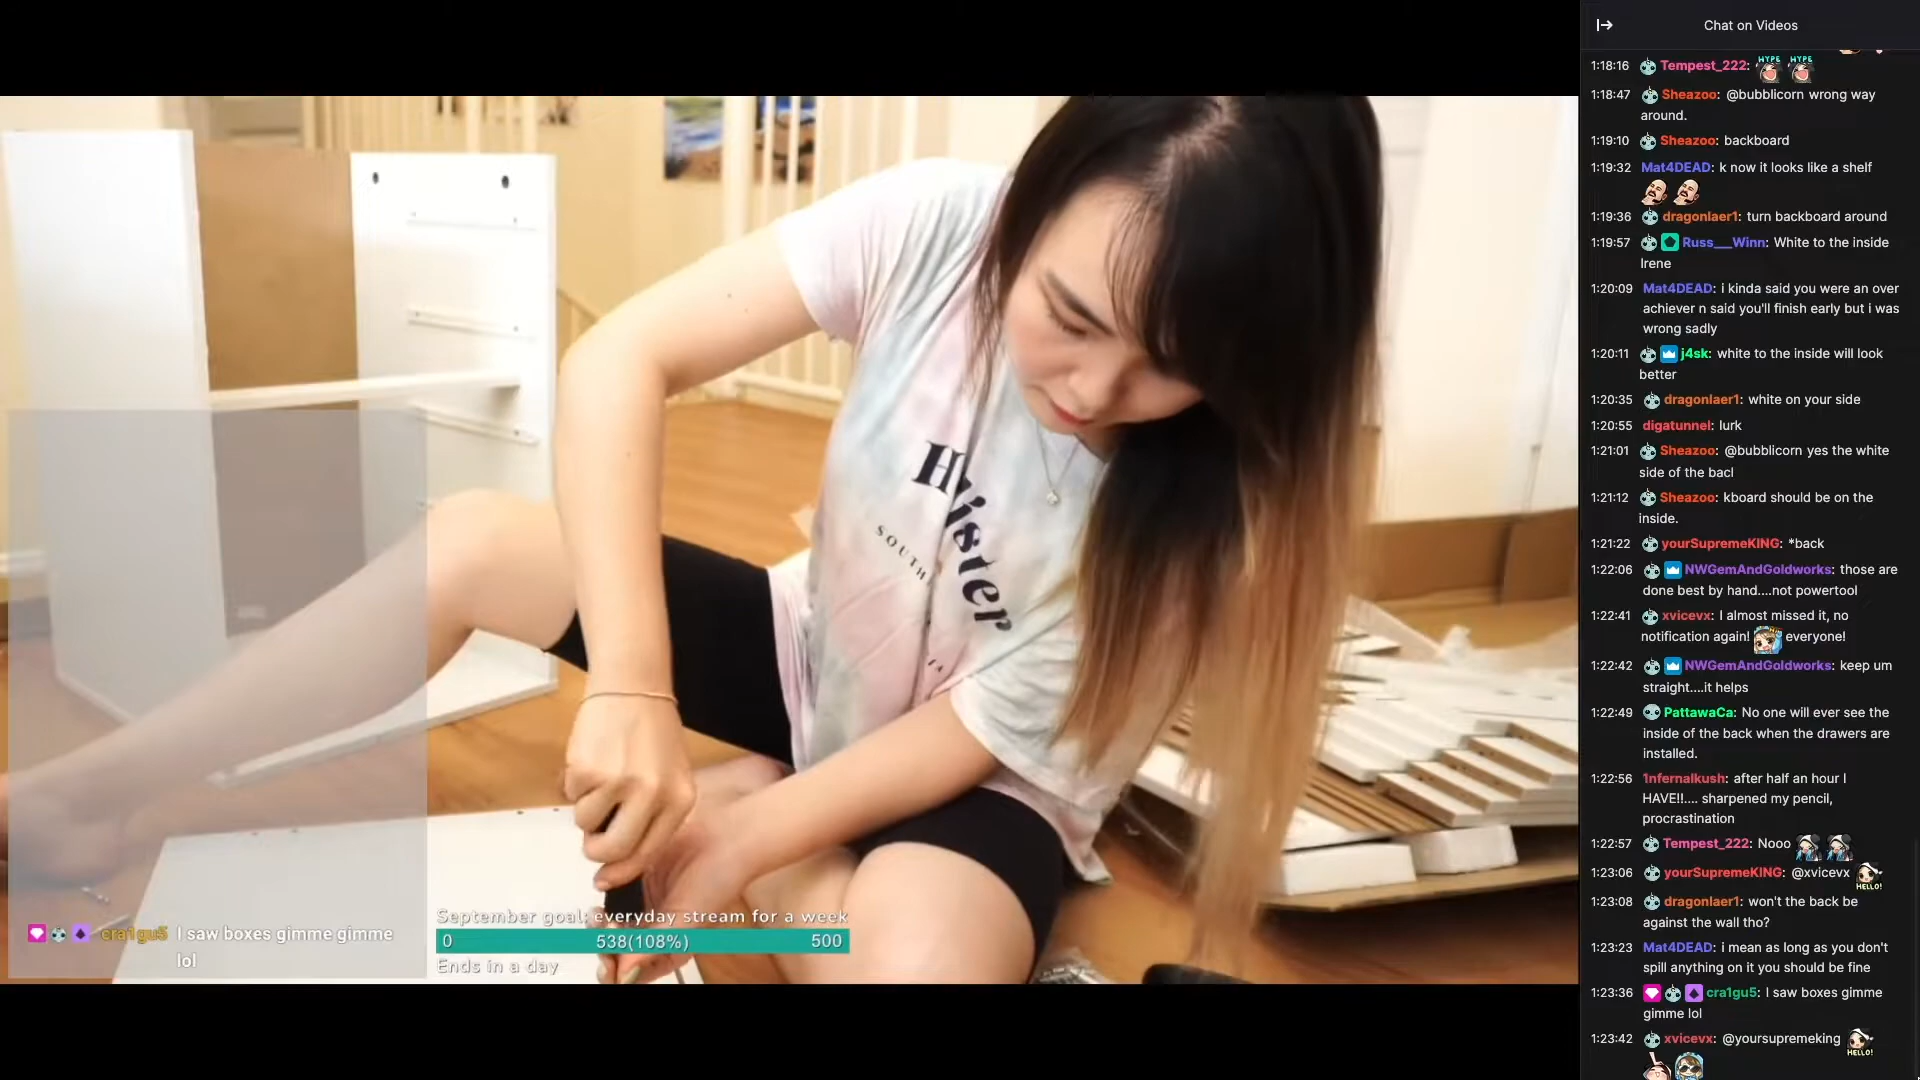 Hollister
SOUTH
I saw boxes gimme gimme
cra1gu5
lol
September goal: everyday stream for a week
0 538(108%) 500
Ends in a day
Chat on Videos
1:18:16 Tempest_222: HYPE HYPE
1:18:47 Sheazoo: @bubblicorn wrong way
around.
1:19:10 Sheazoo: backboard
1:19:32 Mat4DEAD: k now it looks like a shelf
1:19:36 dragonlaer1: turn backboard around
1:19:57 Russ___Winn: White to the inside
Irene
1:20:09 Mat4DEAD: i kinda said you were an over
achiever n said you'll finish early but i was
wrong sadly
1:20:11 j4sk: white to the inside will look
better
1:20:35 dragonlaer1: white on your side
1:20:55 digatunnel: lurk
1:21:01 Sheazoo: @bubblicorn yes the white
side of the bacl
1:21:12 Sheazoo: kboard should be on the
inside.
1:21:22 yourSupremeKING: *back
1:22:06 NWGemAndGoldworks: those are
done best by hand....not powertool
1:22:41 xvicevx: I almost missed it, no
notification again! everyone!
1:22:42 NWGemAndGoldworks: keep um
straight....it helps
1:22:49 PattawaCa: No one will ever see the
inside of the back when the drawers are
installed.
1:22:56 1nfernalkush: after half an hour I
HAVE!!.... sharpened my pencil,
procrastination
1:22:57 Tempest_222: Nooo
1:23:06 yourSupremeKING: @xvicevx HELLO!
1:23:08 dragonlaer1: won't the back be
against the wall tho?
1:23:23 Mat4DEAD: i mean as long as you don't
spill anything on it you should be fine
1:23:36 cra1gu5: I saw boxes gimme
gimme lol
1:23:42 xvicevx: @yoursupremeking HELLO!